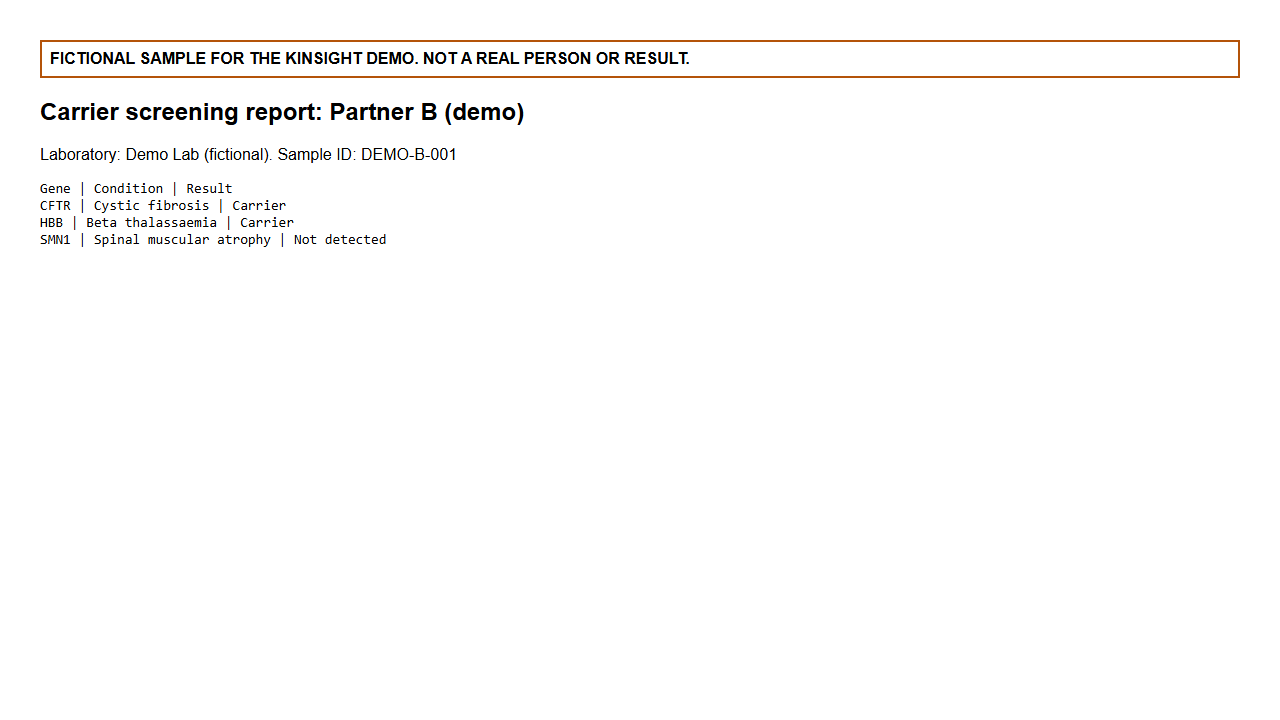 FICTIONAL SAMPLE FOR THE KINSIGHT DEMO. NOT A REAL PERSON OR RESULT.
Carrier screening report: Partner B (demo)
Laboratory: Demo Lab (fictional). Sample ID: DEMO-B-001
Gene | Condition | Result
CFTR | Cystic fibrosis | Carrier
HBB | Beta thalassaemia | Carrier
SMN1 | Spinal muscular atrophy | Not detected